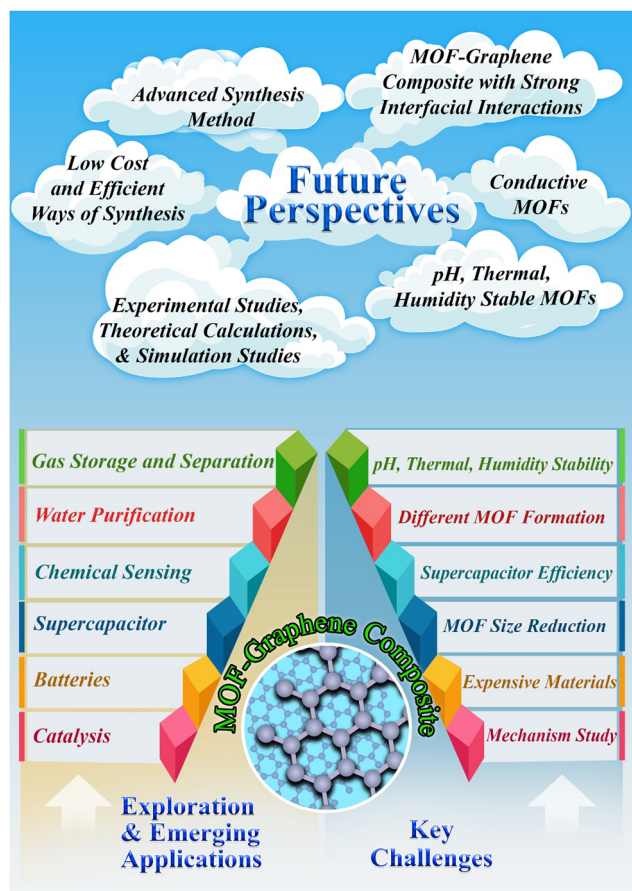 Advanced Synthesis
Method
MOF-Graphene
Composite with Strong
Interfacial Interactions
Low Cost
and Efficient
Ways of Synthesis
Future
Perspectives
Conductive
MOFs
Experimental Studies,
Theoretical Calculations,
& Simulation Studies
pH, Thermal,
Humidity Stable MOFs
Gas Storage and Separation
Water Purification
Chemical Sensing
Supercapacitor
Batteries
Catalysis
pH, Thermal, Humidity Stability
Different MOF Formation
Supercapacitor Efficiency
MOF Size Reduction
Expensive Materials
Mechanism Study
MOF-Graphene Composite
Exploration
& Emerging
Applications
Key
Challenges